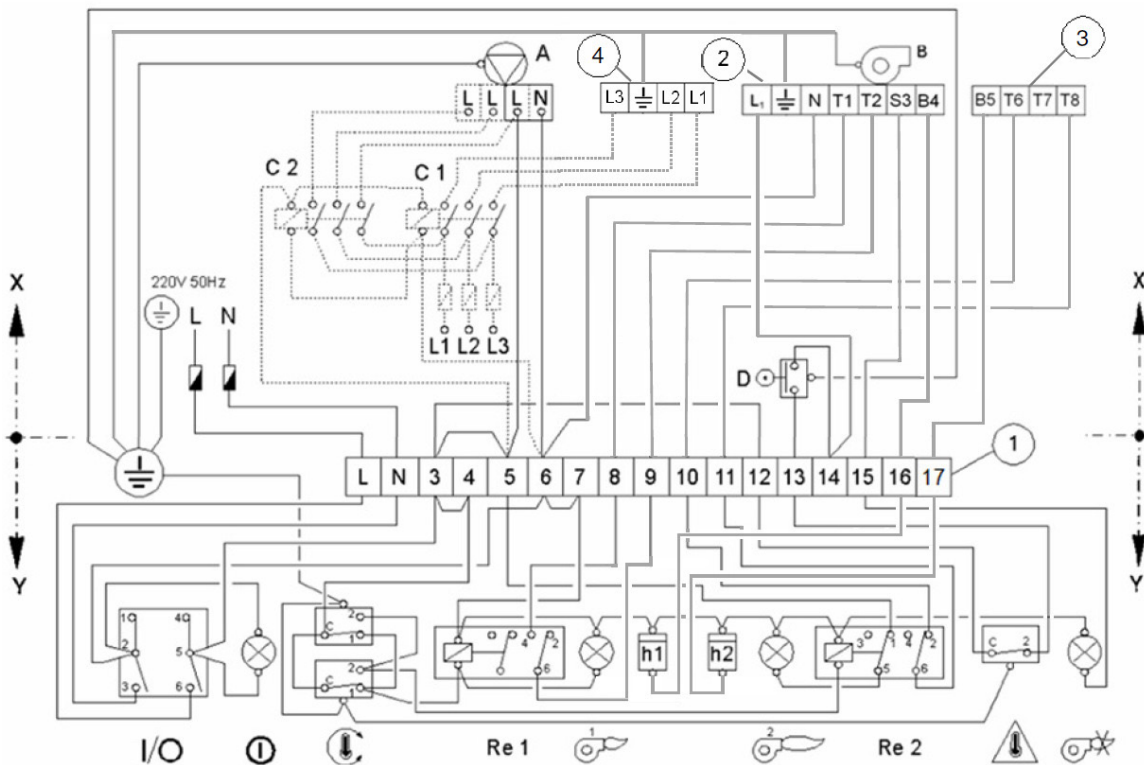 A
4
2
B
3
L L L N
L3 L2 L1
L1 N T1 T2 S3 B4
B5 T6 T7 T8
C 2
C 1
X
220V 50Hz
L N
L1 L2 L3
X
D
1
L N 3 4 5 6 7 8 9 10 11 12 13 14 15 16 17
Y
Y
1 4
2 5
3 6
2
C 1
2
C 1
4 2
6
h1
h2
3 1 4 2
5 6
C 2
I/O
I
Re 1
1
2
Re 2